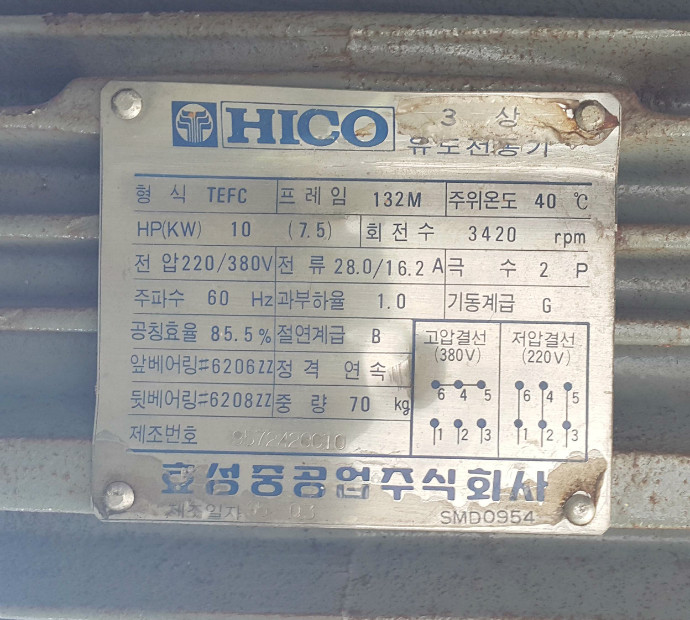 HICO 3 상
유도전동기
형 식 TEFC 프레임 132M 주위온도 40 ℃
HP(KW) 10 (7.5) 회전수 3420 rpm
전 압 220/380V 전 류 28.0/16.2 A 극 수 2 P
주파수 60 Hz 과부하율 1.0 기동계급 G
공칭효율 85.5% 절연계급 B 고압결선 저압결선
(380V) (220V)
앞베어링#6206ZZ 정 격 연속
6 4 5 6 4 5
뒷베어링#6208ZZ 중 량 70 kg
1 2 3 1 2 3
제조번호
효성중공업주식회사
제조일자 SMD0954